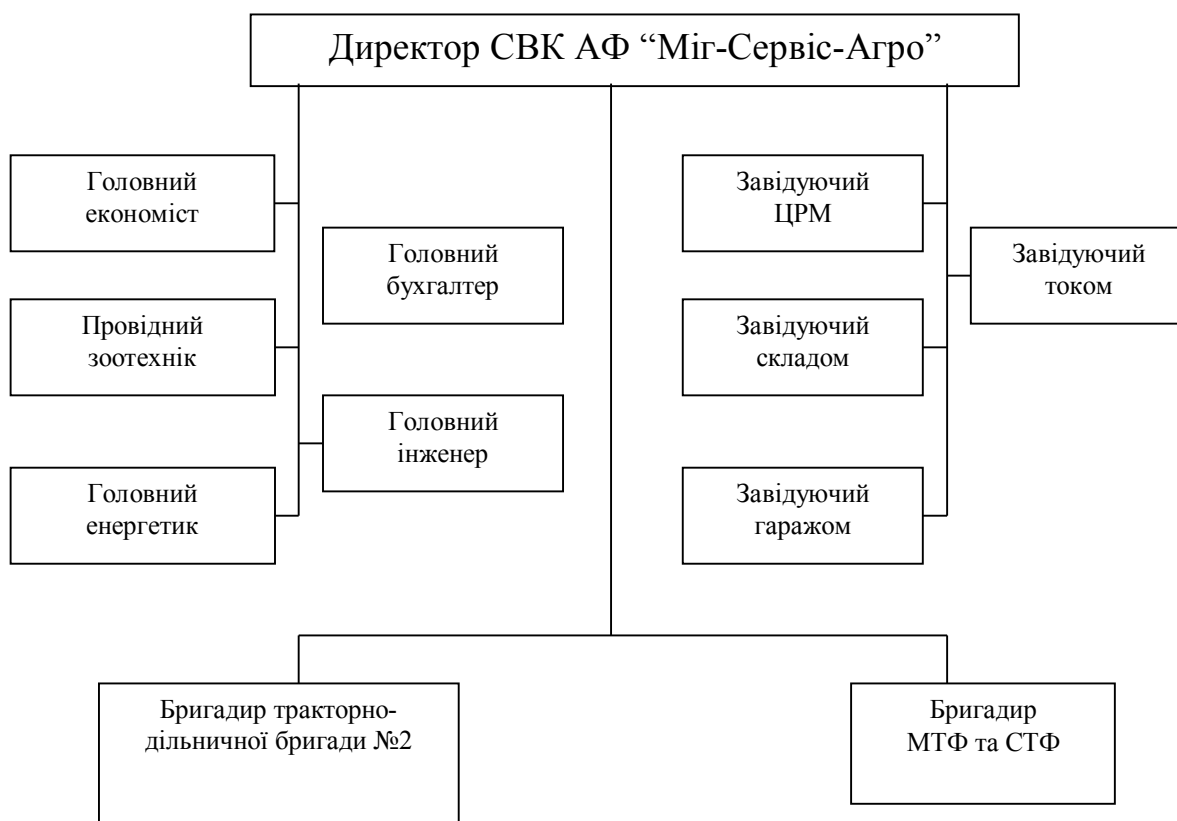 Директор СВК АФ “Міг-Сервіс-Агро”
Головний
економіст
Завідуючий
ЦРМ
Головний
бухгалтер
Завідуючий
током
Провідний
зоотехнік
Завідуючий
складом
Головний
інженер
Головний
енергетик
Завідуючий
гаражом
Бригадир тракторно-
дільничної бригади №2
Бригадир
МТФ та СТФ